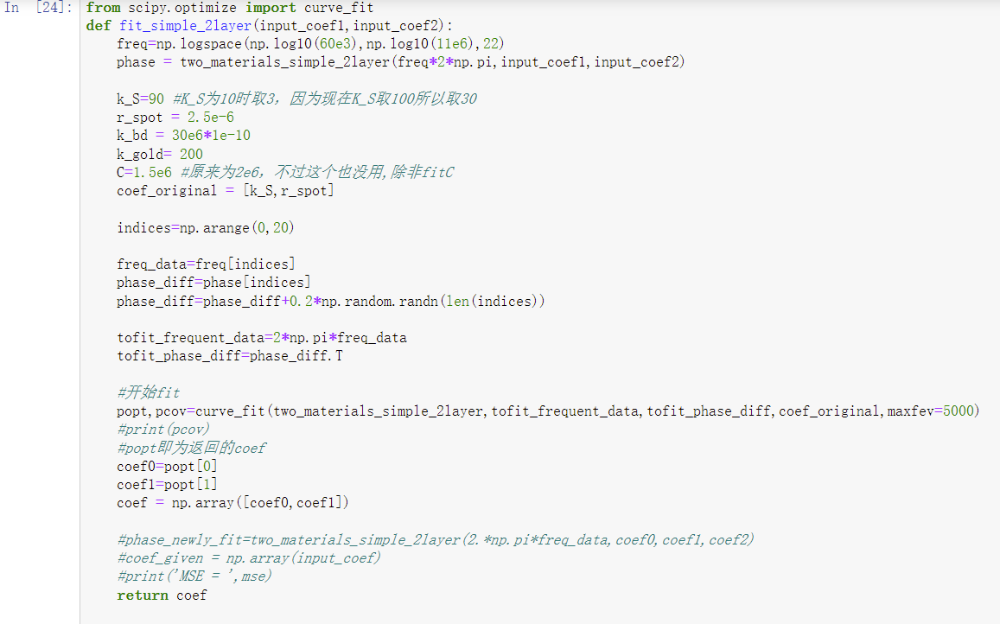 In [24]: from scipy.optimize import curve_fit
def fit_simple_2layer(input_coef1,input_coef2):
freq=np.logspace(np.log10(60e3),np.log10(11e6),22)
phase = two_materials_simple_2layer(freq*2*np.pi,input_coef1,input_coef2)
k_S=90 #K_S为10时取3，因为现在K_S取100所以取30
r_spot = 2.5e-6
k_bd = 30e6*1e-10
k_gold= 200
C=1.5e6 #原来为2e6，不过这个也没用,除非fitC
coef_original = [k_S,r_spot]
indices=np.arange(0,20)
freq_data=freq[indices]
phase_diff=phase[indices]
phase_diff=phase_diff+0.2*np.random.randn(len(indices))
tofit_frequent_data=2*np.pi*freq_data
tofit_phase_diff=phase_diff.T
#开始fit
popt,pcov=curve_fit(two_materials_simple_2layer,tofit_frequent_data,tofit_phase_diff,coef_original,maxfev=5000)
#print(pcov)
#popt即为返回的coef
coef0=popt[0]
coef1=popt[1]
coef = np.array([coef0,coef1])
#phase_newly_fit=two_materials_simple_2layer(2.*np.pi*freq_data,coef0,coef1,coef2)
#coef_given = np.array(input_coef)
#print('MSE = ',mse)
return coef